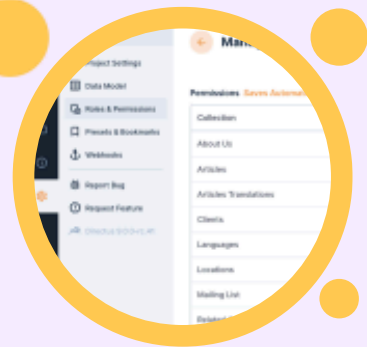 Project Settings
Data Model
Roles & Permissions
Presets & Bookmarks
Webhooks
Report Bug
Request Feature
Permissions Saves
Collection
About Us
Articles
Articles Translations
Clients
Languages
Locations
Mailing List